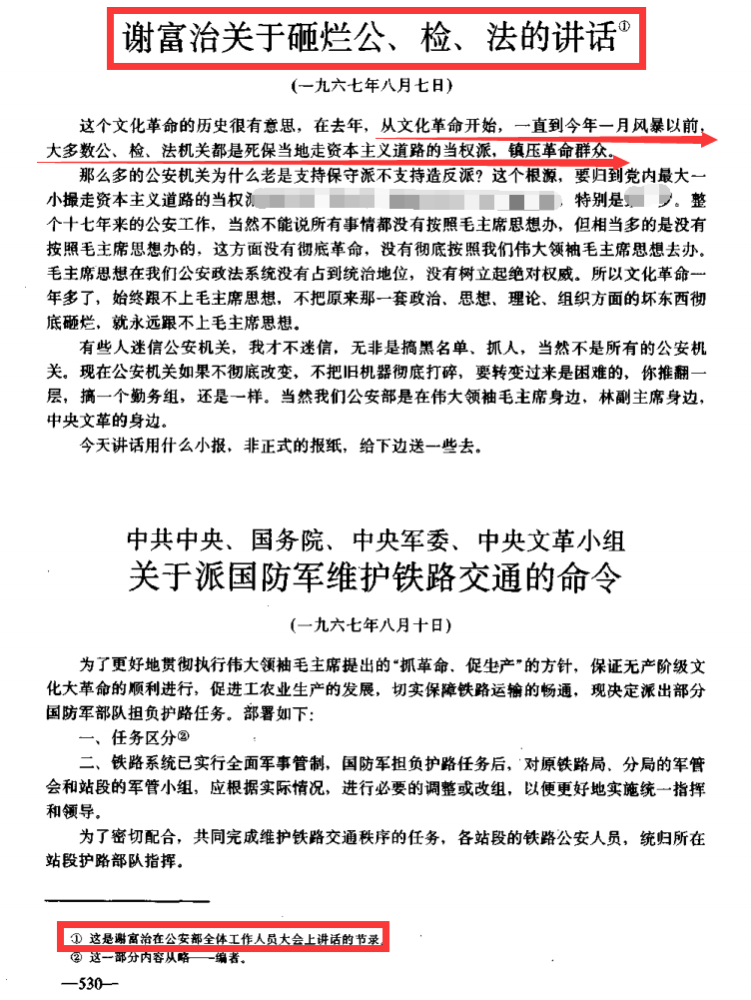 谢富治关于砸烂公、检、法的讲话①
(一九六七年八月七日)
这个文化革命的历史很有意思，在去年，从文化革命开始，一直到今年一月风暴以前，
大多数公、检、法机关都是死保当地走资本主义道路的当权派，镇压革命群众。
那么多的公安机关为什么老是支持保守派不支持造反派？这个根源，要归到党内最大一
小撮走资本主义道路的当权 特别是 。整
个十七年来的公安工作，当然不能说所有事情都没有按照毛主席思想办，但相当多的是没有
按照毛主席思想办的，这方面没有彻底革命，没有彻底按照我们伟大领袖毛主席思想去办。
毛主席思想在我们公安政法系统没有占到统治地位，没有树立起绝对权威。所以文化革命一
年多了，始终跟不上毛主席思想，不把原来那一套政治、思想、理论、组织方面的坏东西彻
底砸烂，就永远跟不上毛主席思想。
有些人迷信公安机关，我才不迷信，无非是搞黑名单、抓人，当然不是所有的公安机
关。现在公安机关如果不彻底改变，不把旧机器彻底打碎，要转变过来是困难的，你推翻一
层，搞一个勤务组，还是一样。当然我们公安部是在伟大领袖毛主席身边，林副主席身边，
中央文革的身边。
今天讲话用什么小报，非正式的报纸，给下边送一些去。
中共中央、国务院、中央军委、中央文革小组
关于派国防军维护铁路交通的命令
(一九六七年八月十日)
为了更好地贯彻执行伟大领袖毛主席提出的“抓革命、促生产”的方针，保证无产阶级文
化大革命的顺利进行，促进工农业生产的发展，切实保障铁路运输的畅通，现决定派出部分
国防军部队担负护路任务。部署如下：
一、任务区分②
二、铁路系统已实行全面军事管制，国防军担负护路任务后，对原铁路局、分局的军管
会和站段的军管小组，应根据实际情况，进行必要的调整或改组，以便更好地实施统一指挥
和领导。
为了密切配合，共同完成维护铁路交通秩序的任务，各站段的铁路公安人员，统归所在
站段护路部队指挥。
① 这是谢富治在公安部全体工作人员大会上讲话的节录。
② 这一部分内容从略——编者。
—530—